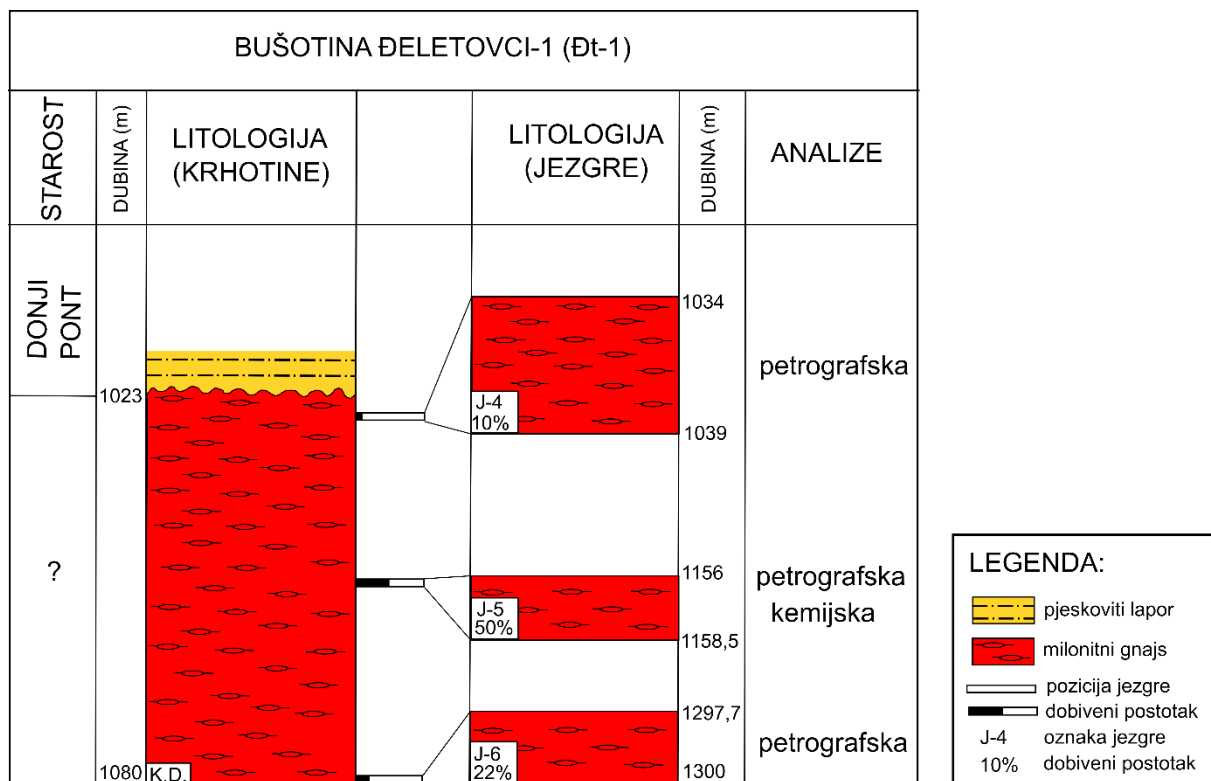 BUŠOTINA ĐELETOVCI-1 (Đt-1)
STAROST
DUBINA (m)
LITOLOGIJA
(KRHOTINE)
LITOLOGIJA
(JEZGRE)
DUBINA (m)
ANALIZE
DONJI
PONT
1023
?
1080
K.D.
J-4
10%
1034
1039
petrografska
J-5
50%
1156
1158,5
petrografska
kemijska
J-6
22%
1297,7
1300
petrografska
LEGENDA:
pjeskoviti lapor
milonitni gnajs
pozicija jezgre
dobiveni postotak
J-4 oznaka jezgre
10% dobiveni postotak